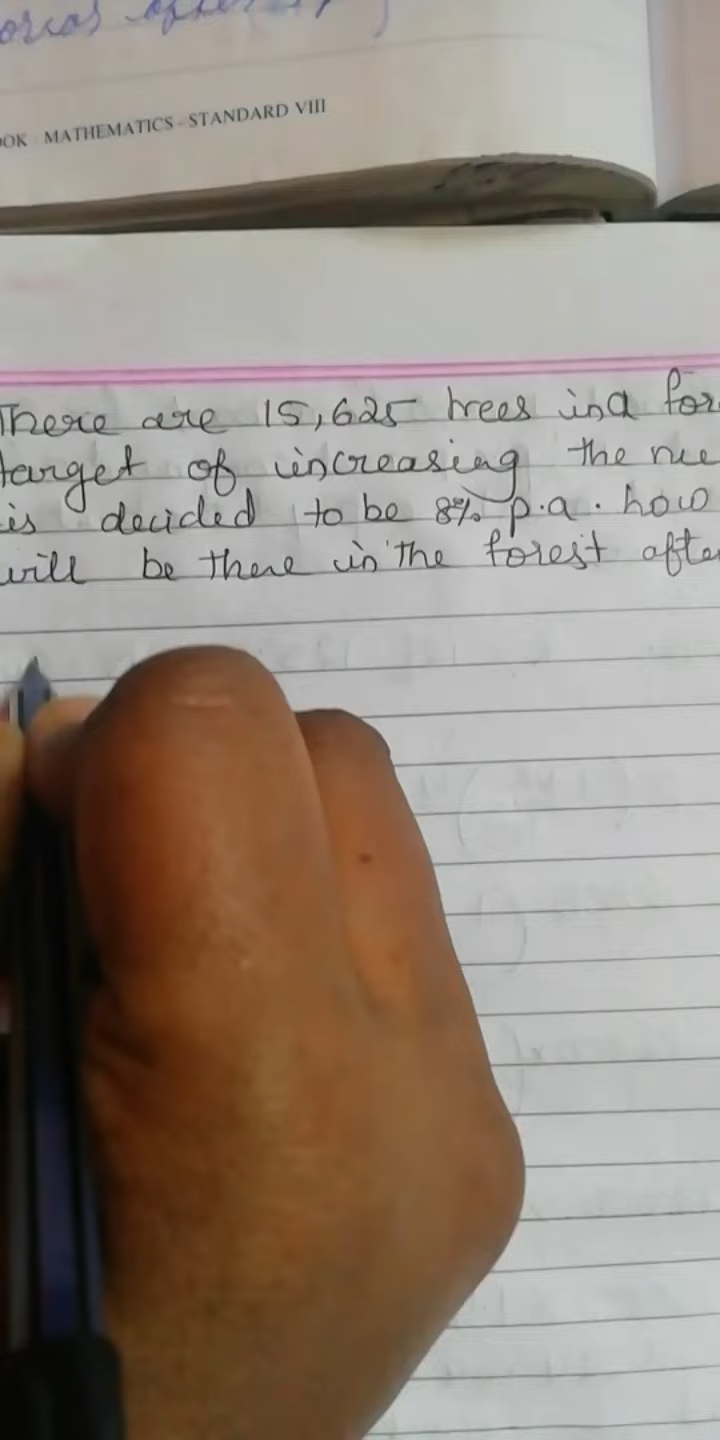 MATHEMATICS - STANDARD VIII
There are 15,625 trees in a
target of increasing the
is decided to be 8% p.a. how
will be there in the forest